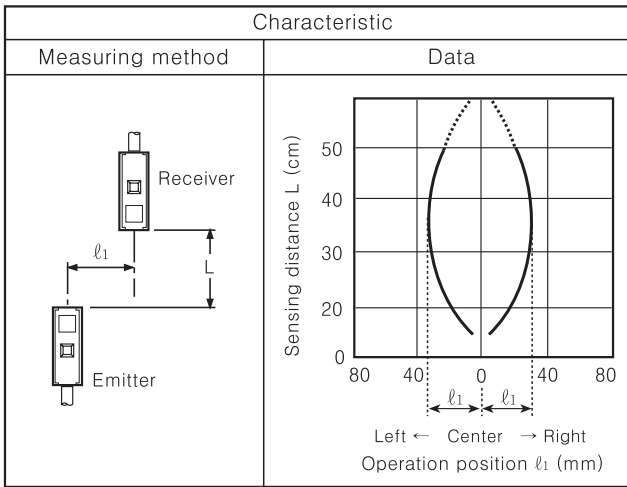 Characteristic
Measuring method
Data
Receiver
ℓ1
L
Emitter
Sensing distance L (cm)
50
40
30
20
0
80 40 0 40 80
ℓ1 ℓ1
Left ← Center → Right
Operation position ℓ1 (mm)